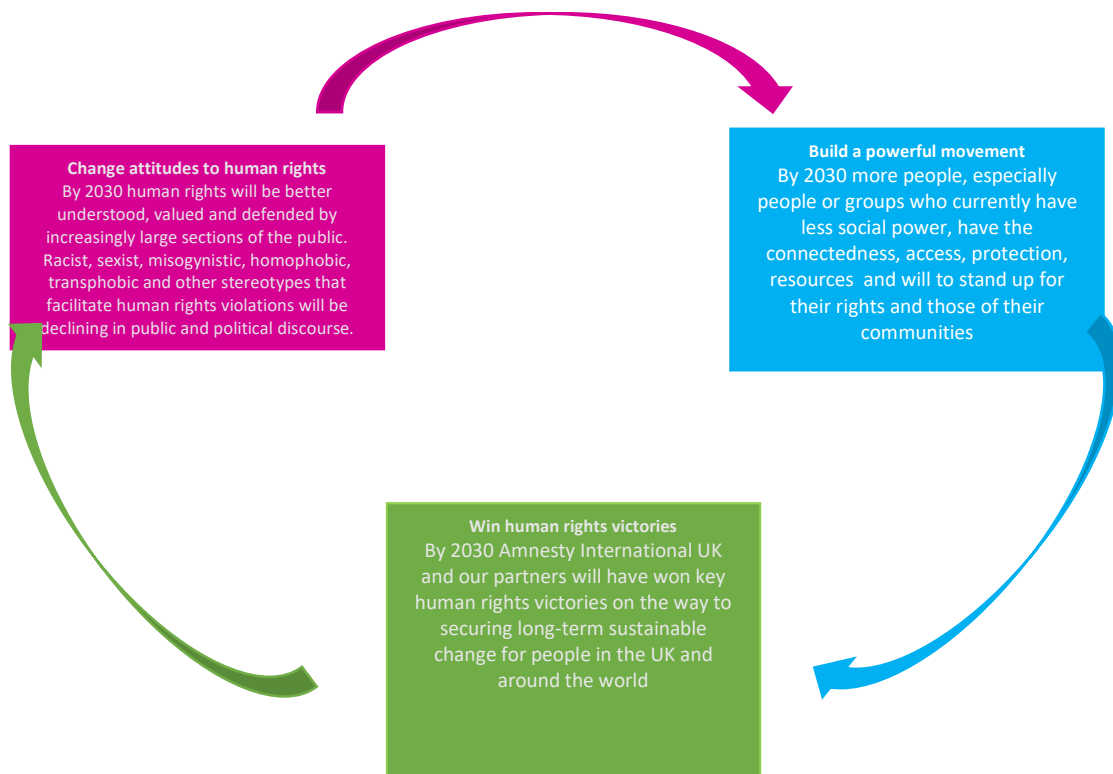 Change attitudes to human rights
By 2030 human rights will be better
understood, valued and defended by
increasingly large sections of the public.
Racist, sexist, misogynistic, homophobic,
transphobic and other stereotypes that
facilitate human rights violations will be
declining in public and political discourse.
Build a powerful movement
By 2030 more people, especially
people or groups who currently have
less social power, have the
connectedness, access, protection,
resources  and will to stand up for
their rights and those of their
communities
Win human rights victories
By 2030 Amnesty International UK
and our partners will have won key
human rights victories on the way to
securing long-term sustainable
change for people in the UK and
around the world